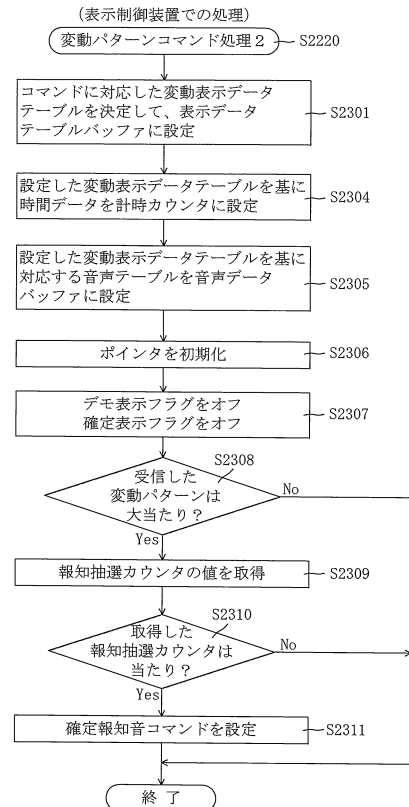 （表示制御装置での処理）
変動パターンコマンド処理２
S2220
コマンドに対応した変動表示データ
テーブルを決定して、表示データ
テーブルバッファに設定
S2301
設定した変動表示データテーブルを基に
時間データを計時カウンタに設定
S2304
設定した変動表示データテーブルを基に
対応する音声テーブルを音声データ
バッファに設定
S2305
ポインタを初期化
S2306
デモ表示フラグをオフ
確定表示フラグをオフ
S2307
S2308
受信した
変動パターンは
大当たり？
No
Yes
報知抽選カウンタの値を取得
S2309
S2310
取得した
報知抽選カウンタは
当たり？
No
Yes
確定報知音コマンドを設定
S2311
終 了